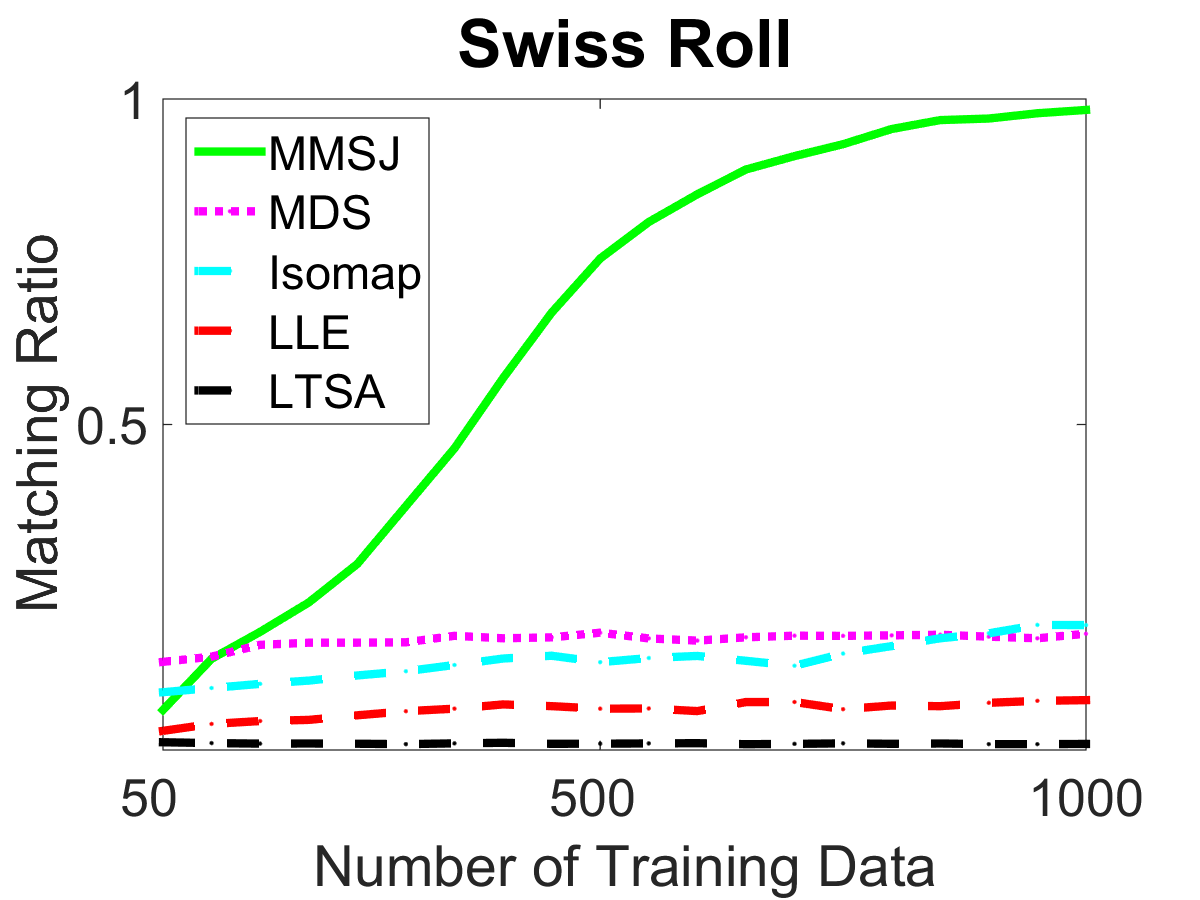 Swiss Roll
1
0.5
Matching Ratio
MMSJ
MDS
Isomap
LLE
LTSA
50 500 1000
Number of Training Data